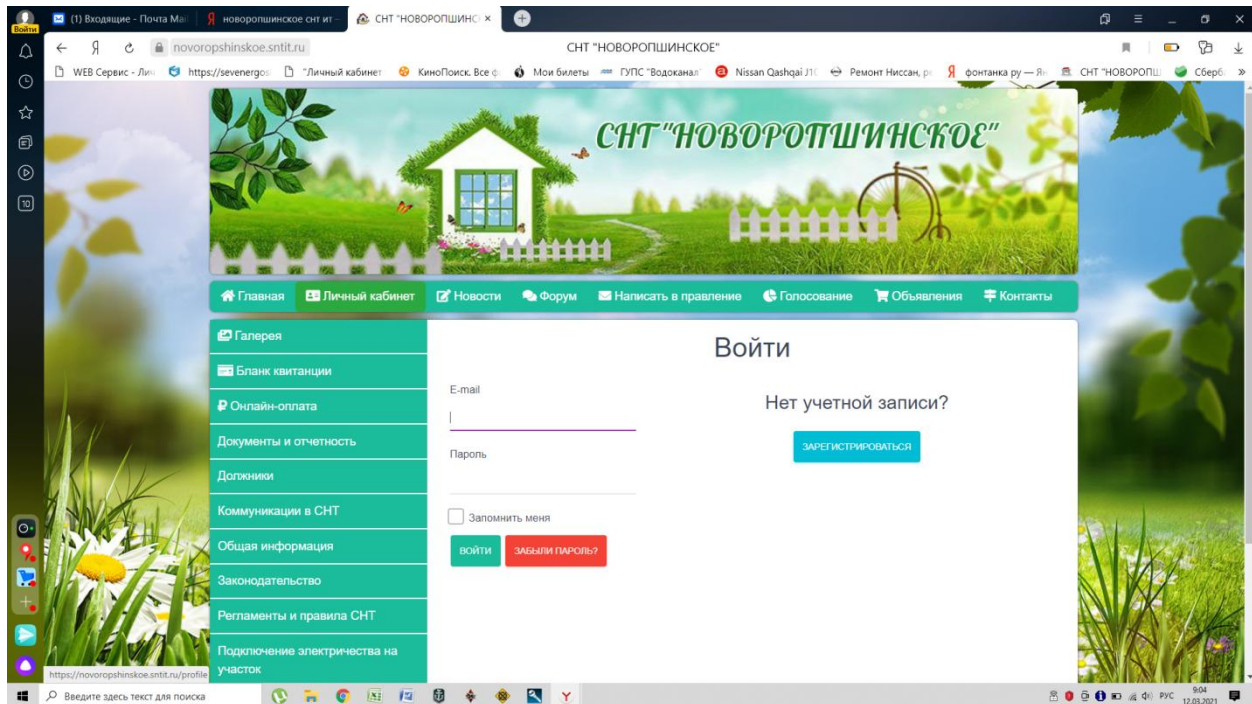 Войти
(1) Входящие - Почта Mai
новоропшинское снт ит -
СНТ "НОВОРОПШИНС
novoropshinskoe.sntit.ru
СНТ "НОВОРОПШИНСКОЕ"
WEB Сервис - Лич
https://sevenergos
"Личный кабинет
КиноПоиск. Все ф
Мои билеты
ГУПС "Водоканал"
Nissan Qashqai J10
Ремонт Ниссан, р
фонтанка ру — Ян
СНТ "НОВОРОПШ
Сберб
10
СНТ "НОВОРОПШИНСКОЕ"
Главная
Личный кабинет
Новости
Форум
Написать в правление
Голосование
Объявления
Контакты
Галерея
Бланк квитанции
Онлайн-оплата
Документы и отчетность
Должники
Коммуникации в СНТ
Общая информация
Законодательство
Регламенты и правила СНТ
Подключение электричества на
участок
Войти
E-mail
Пароль
Запомнить меня
ВОЙТИ
ЗАБЫЛИ ПАРОЛЬ?
Нет учетной записи?
ЗАРЕГИСТРИРОВАТЬСЯ
https://novoropshinskoe.sntit.ru/profile
Введите здесь текст для поиска
РУС
9:04
12.03.2021